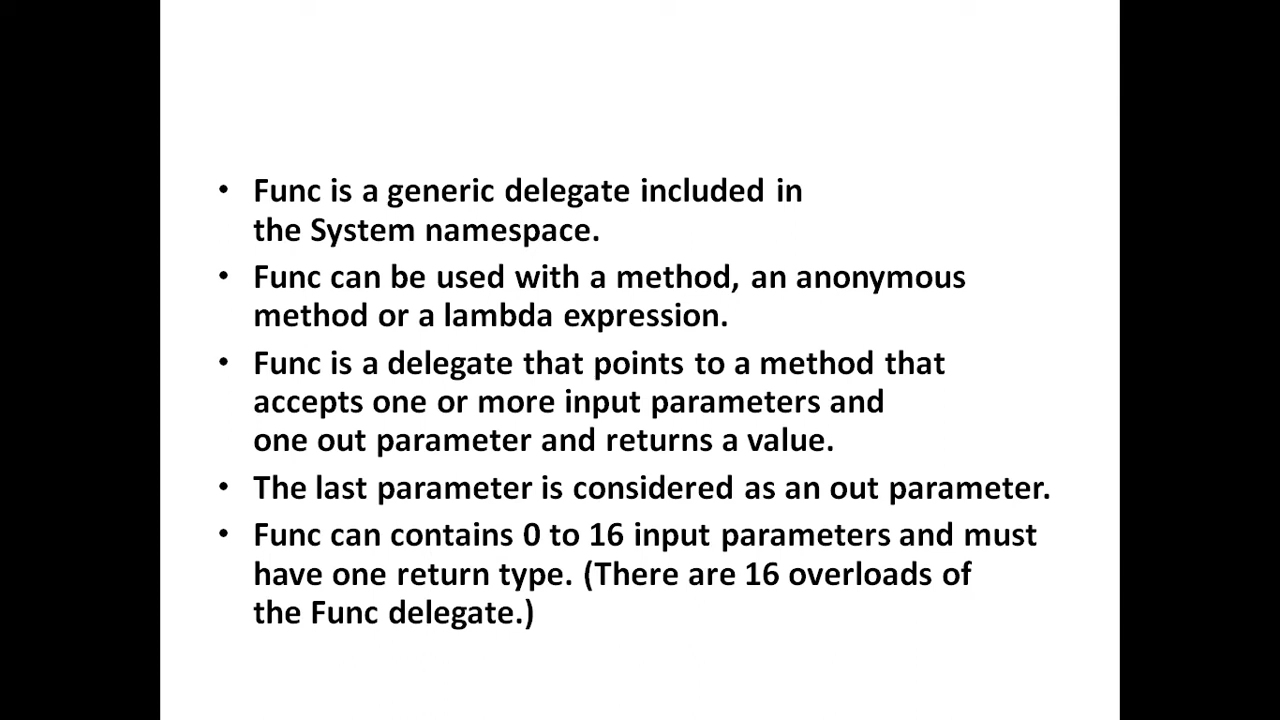 • Func is a generic delegate included in
the System namespace.
• Func can be used with a method, an anonymous
method or a lambda expression.
• Func is a delegate that points to a method that
accepts one or more input parameters and
one out parameter and returns a value.
• The last parameter is considered as an out parameter.
• Func can contains 0 to 16 input parameters and must
have one return type. (There are 16 overloads of
the Func delegate.)